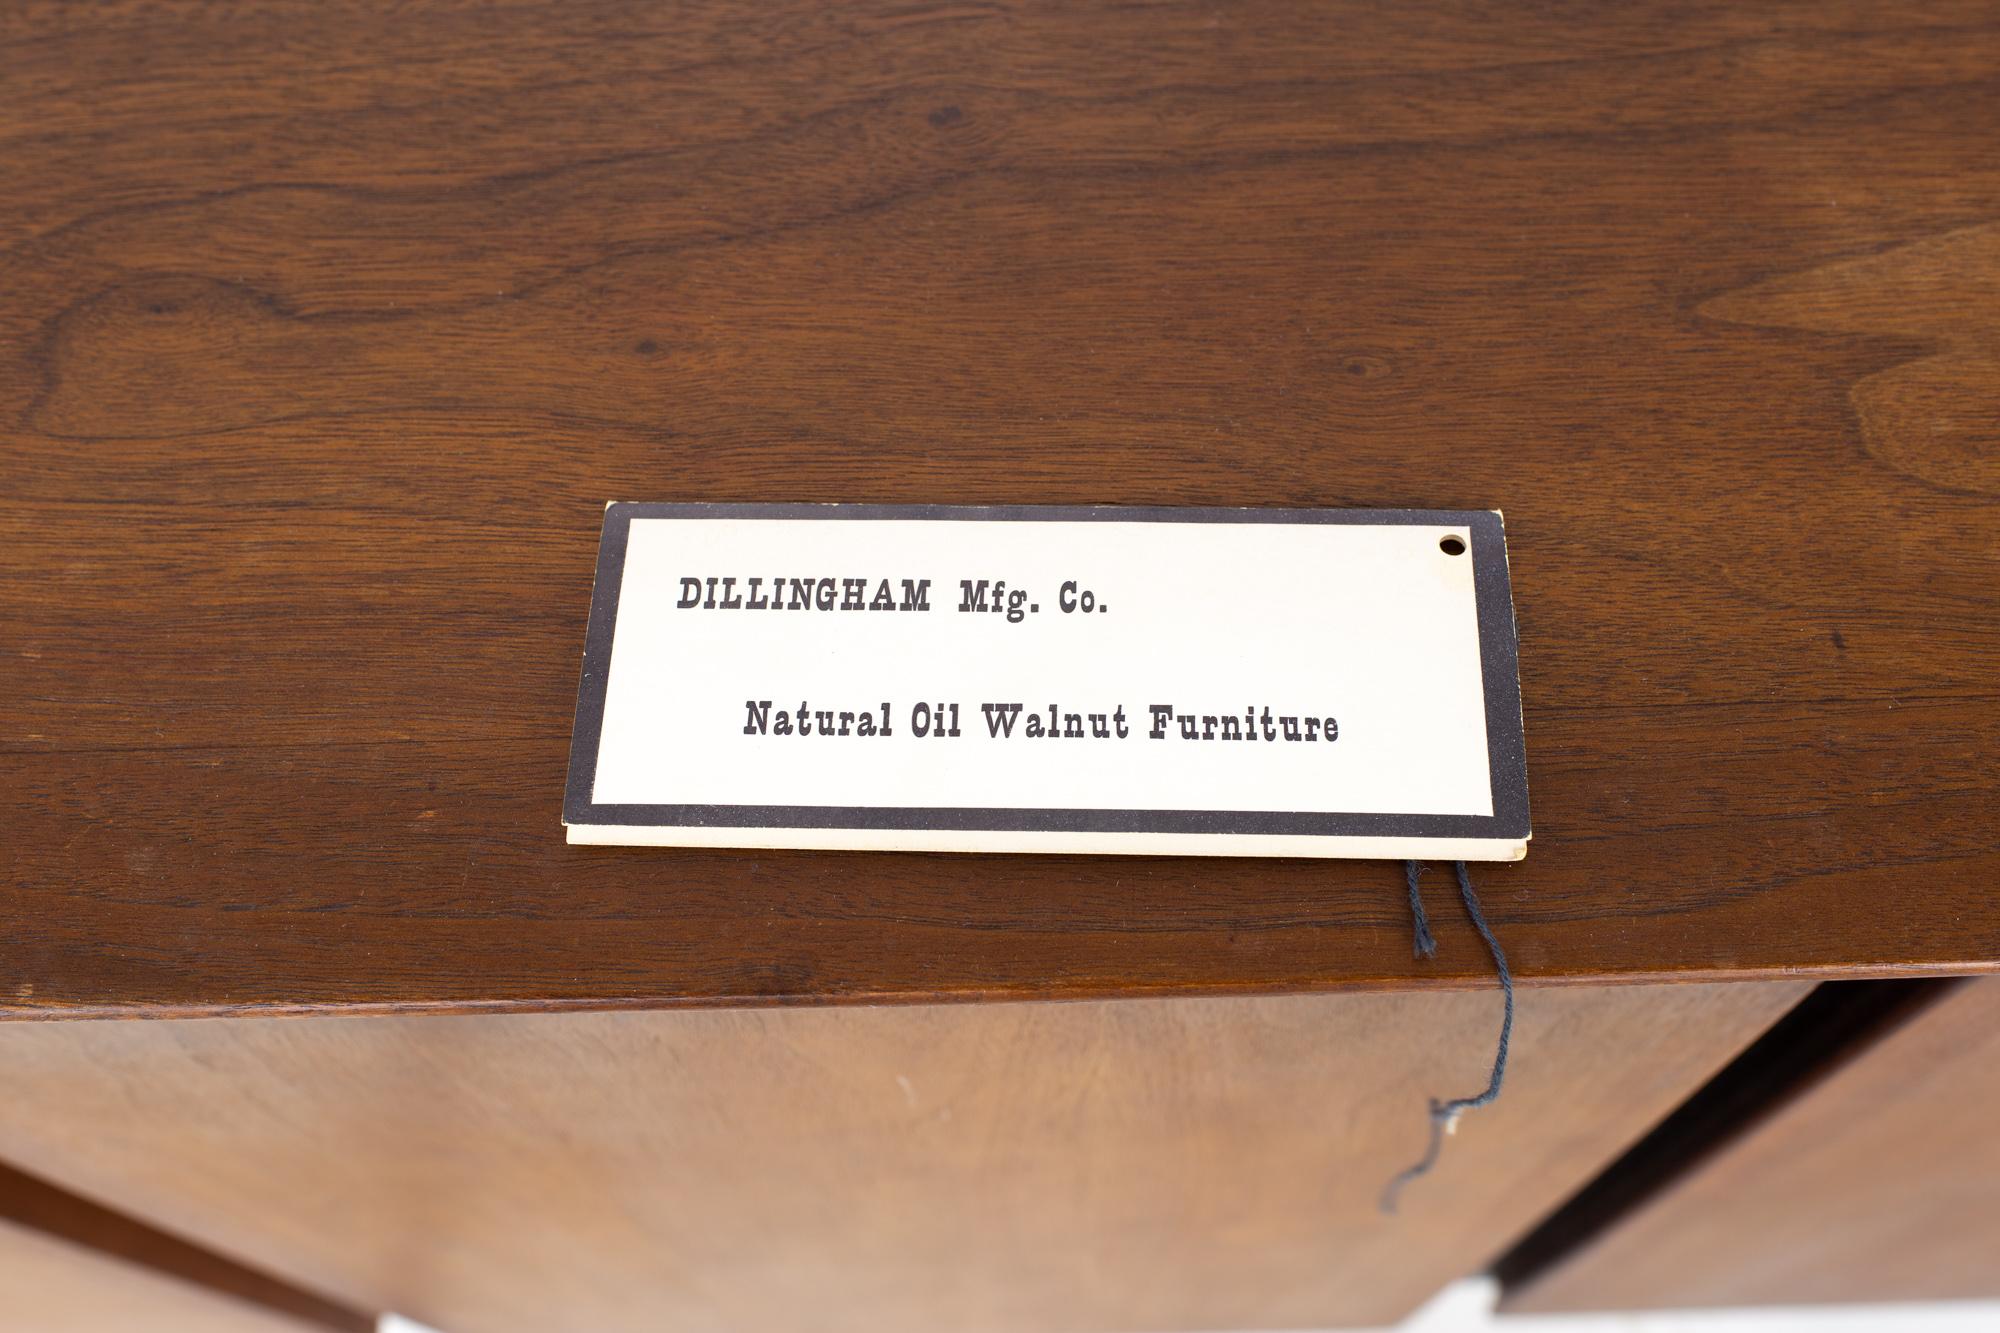 DILLINGHAM Mfg. Co.
Natural Oil Walnut Furniture